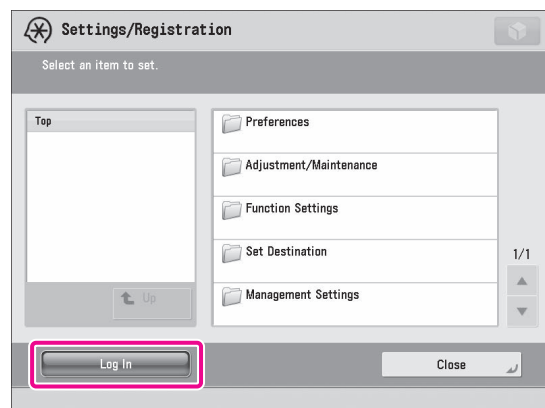 Settings/Registration
Select an item to set.
Top
Preferences
Adjustment/Maintenance
Function Settings
Set Destination
Management Settings
1/1
Up
Log In
Close